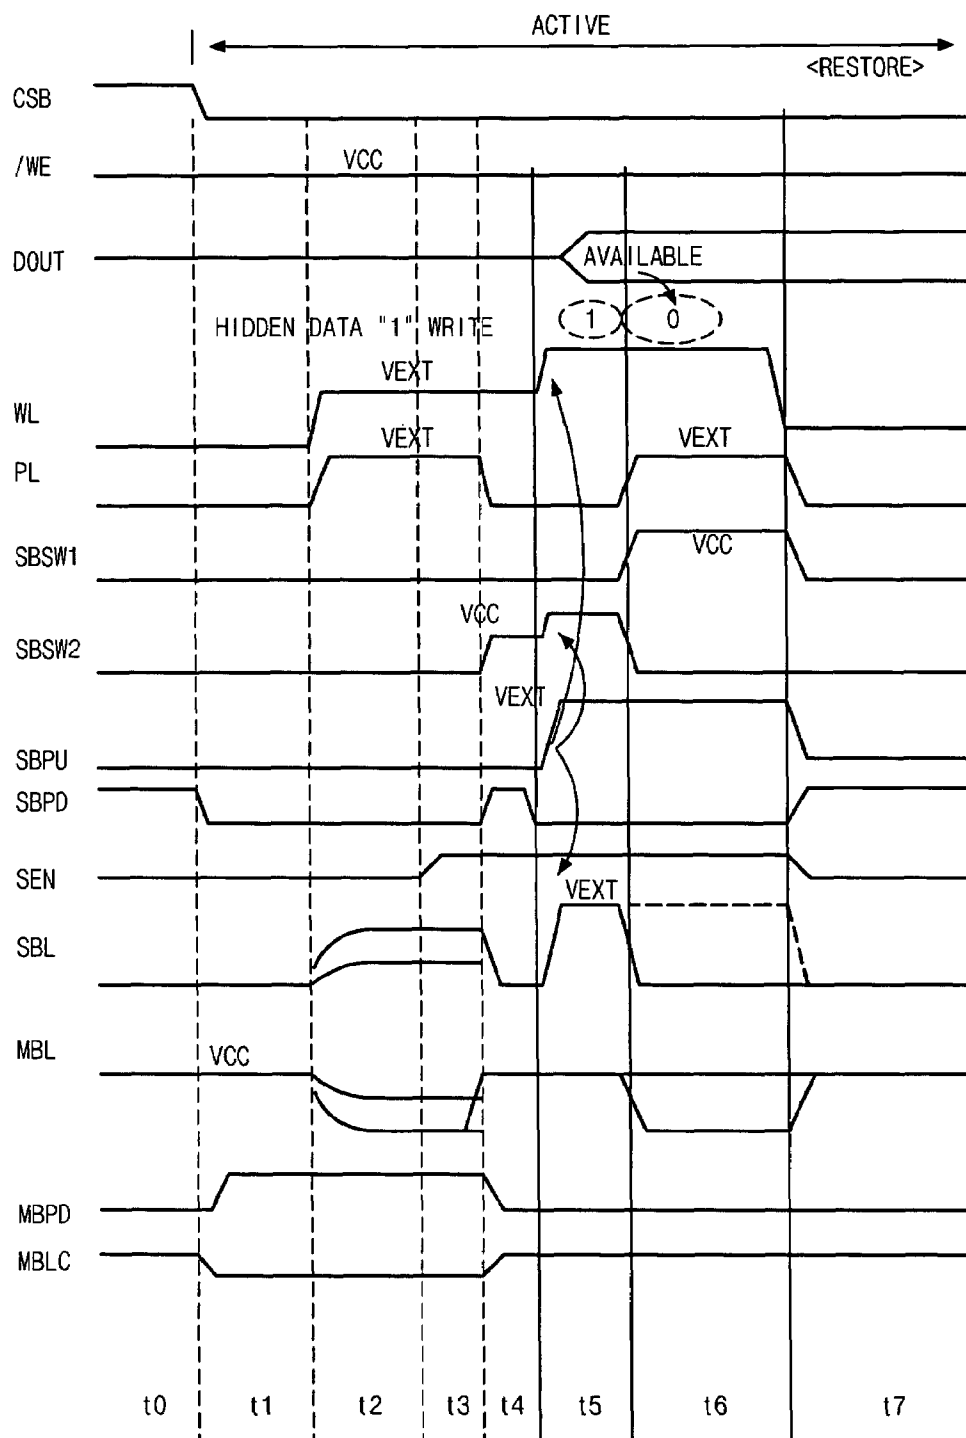 ACTIVE
<RESTORE>
CSB
/WE
VCC
DOUT
AVAILABLE
HIDDEN DATA "1" WRITE
1
0
VEXT
WL
VEXT
VEXT
PL
SBSW1
VCC
VCC
SBSW2
VEXT
SBPU
SBPD
SEN
VEXT
SBL
MBL
VCC
MBPD
MBLC
t0
t1
t2
t3
t4
t5
t6
t7